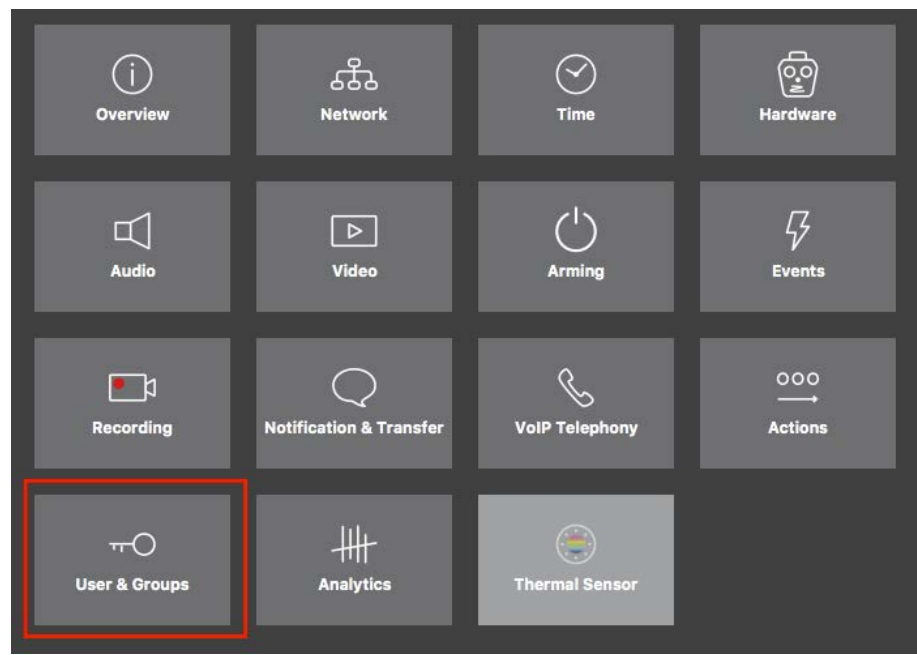 Overview
Network
Time
Hardware
Audio
Video
Arming
Events
Recording
Notification & Transfer
VoIP Telephony
Actions
User & Groups
Analytics
Thermal Sensor